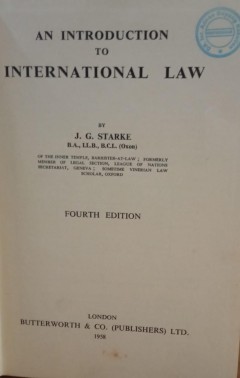 AN INTRODUCTION
TO
INTERNATIONAL LAW
BY
J. G. STARKE
B.A., LL.B., B.C.L. (Oxon)
OF THE INNER TEMPLE, BARRISTER-AT-LAW ; FORMERLY
MEMBER OF LEGAL SECTION, LEAGUE OF NATIONS
SECRETARIAT, GENEVA ; SOMETIME VINERIAN LAW
SCHOLAR, OXFORD
FOURTH EDITION
LONDON
BUTTERWORTH & CO. (PUBLISHERS) LTD.
1958